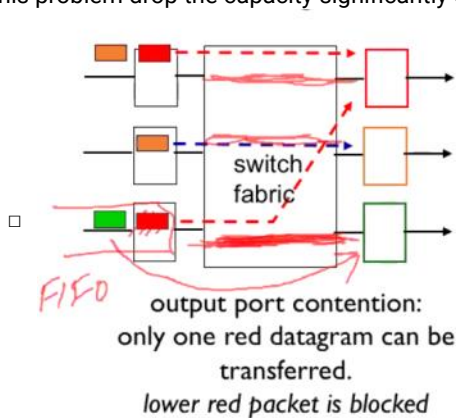 his problem drop the capacity significantly
switch
fabric
FIFO
output port contention:
only one red datagram can be
transferred.
lower red packet is blocked